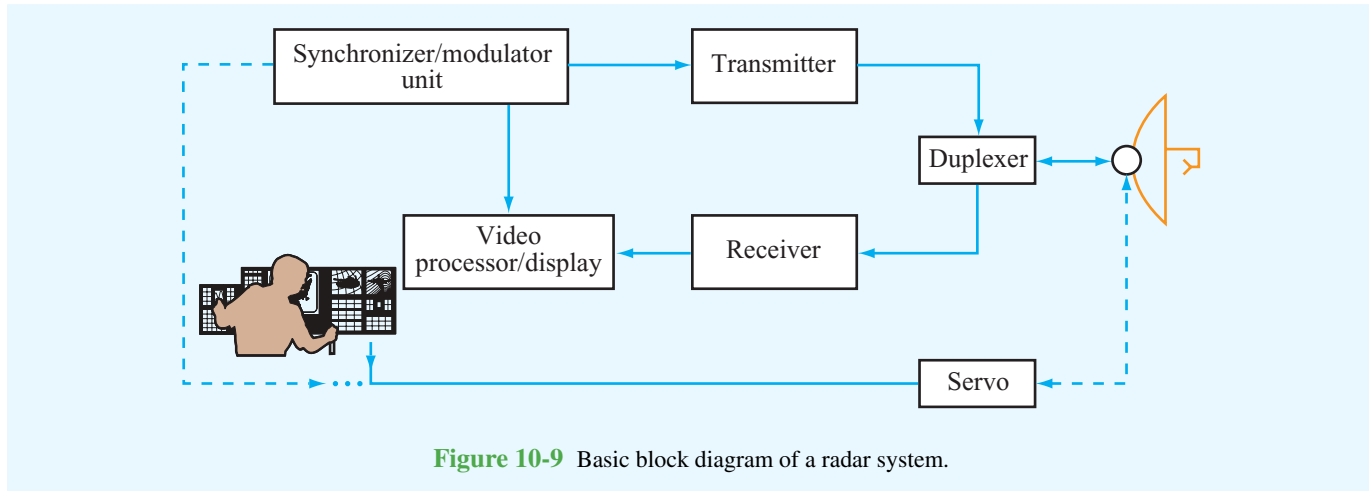 Synchronizer/modulator
unit
Transmitter
Duplexer
Video
processor/display
Receiver
Servo
Figure 10-9 Basic block diagram of a radar system.